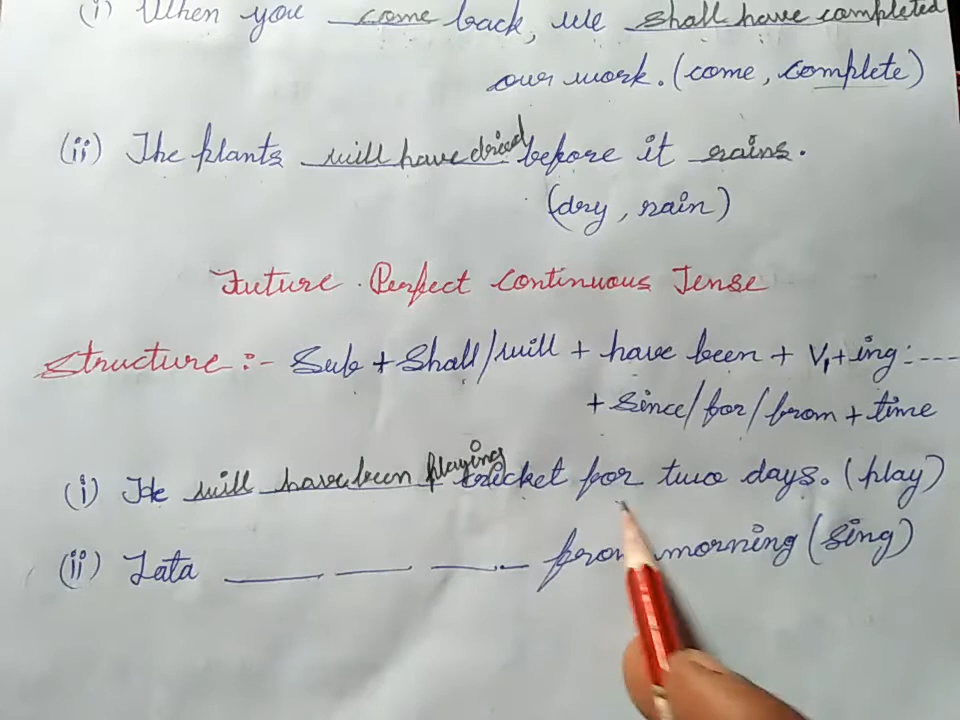 (i) When you come back, we shall have completed
our work. (come, complete)
(ii) The plants will have dried before it rains.
(dry, rain)
Future Perfect Continuous Tense
Structure :- Sub + Shall/will + have been + V1 + ing : ----
+ since/for/from + time
(i) He will have been playing cricket for two days. (play)
(ii) Lata ___ ___ ___ from morning (sing)